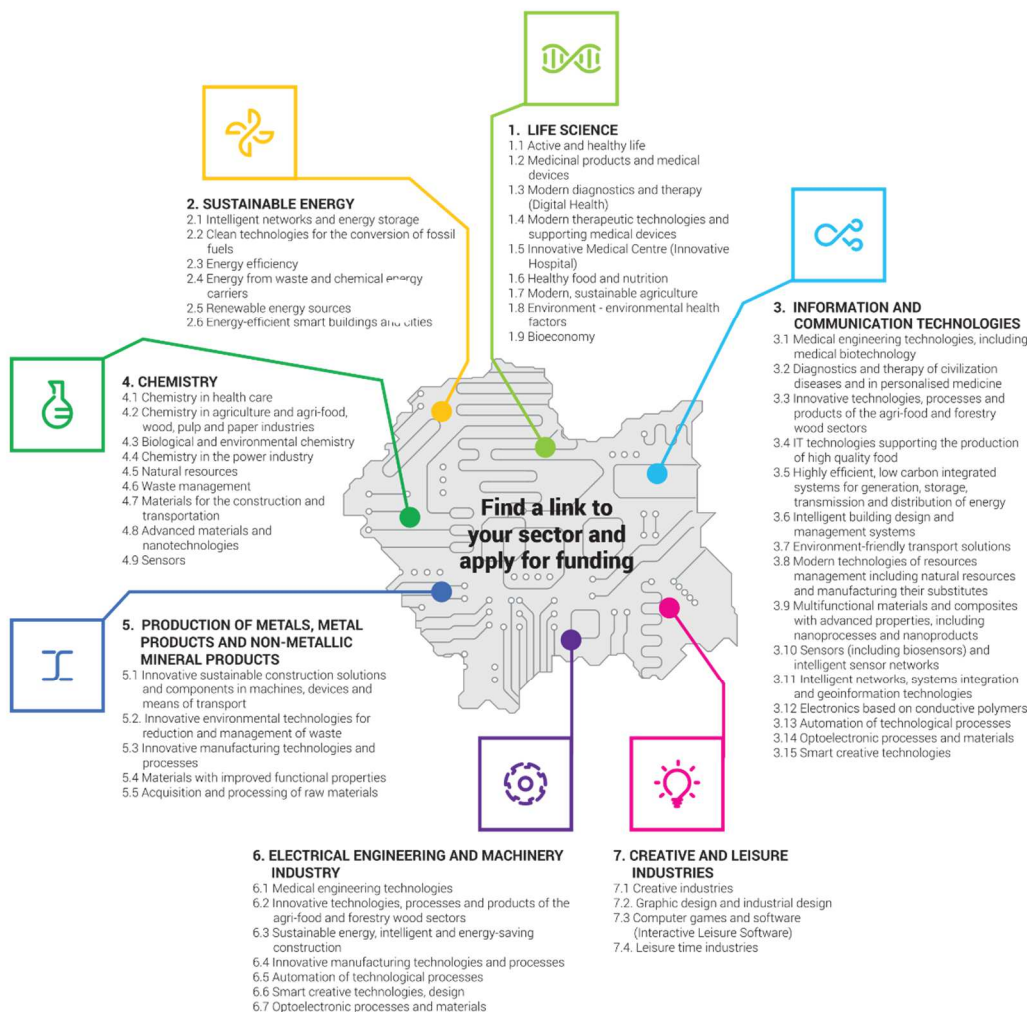 1. LIFE SCIENCE
1.1 Active and healthy life
1.2 Medicinal products and medical
devices
1.3 Modern diagnostics and therapy
(Digital Health)
1.4 Modern therapeutic technologies and
supporting medical devices
1.5 Innovative Medical Centre (Innovative
Hospital)
1.6 Healthy food and nutrition
1.7 Modern, sustainable agriculture
1.8 Environment - environmental health
factors
1.9 Bioeconomy
2. SUSTAINABLE ENERGY
2.1 Intelligent networks and energy storage
2.2 Clean technologies for the conversion of fossil
fuels
2.3 Energy efficiency
2.4 Energy from waste and chemical energy
carriers
2.5 Renewable energy sources
2.6 Energy-efficient smart buildings and cities
3. INFORMATION AND
COMMUNICATION TECHNOLOGIES
3.1 Medical engineering technologies, including
medical biotechnology
3.2 Diagnostics and therapy of civilization
diseases and in personalised medicine
3.3 Innovative technologies, processes and
products of the agri-food and forestry
wood sectors
3.4 IT technologies supporting the production
of high quality food
3.5 Highly efficient, low carbon integrated
systems for generation, storage,
transmission and distribution of energy
3.6 Intelligent building design and
management systems
3.7 Environment-friendly transport solutions
3.8 Modern technologies of resources
management including natural resources
and manufacturing their substitutes
3.9 Multifunctional materials and composites
with advanced properties, including
nanoprocesses and nanoproducts
3.10 Sensors (including biosensors) and
intelligent sensor networks
3.11 Intelligent networks, systems integration
and geoinformation technologies
3.12 Electronics based on conductive polymers
3.13 Automation of technological processes
3.14 Optoelectronic processes and materials
3.15 Smart creative technologies
4. CHEMISTRY
4.1 Chemistry in health care
4.2 Chemistry in agriculture and agri-food,
wood, pulp and paper industries
4.3 Biological and environmental chemistry
4.4 Chemistry in the power industry
4.5 Natural resources
4.6 Waste management
4.7 Materials for the construction and
transportation
4.8 Advanced materials and
nanotechnologies
4.9 Sensors
Find a link to
your sector and
apply for funding
5. PRODUCTION OF METALS, METAL
PRODUCTS AND NON-METALLIC
MINERAL PRODUCTS
5.1 Innovative sustainable construction solutions
and components in machines, devices and
means of transport
5.2. Innovative environmental technologies for
reduction and management of waste
5.3 Innovative manufacturing technologies and
processes
5.4 Materials with improved functional properties
5.5 Acquisition and processing of raw materials
6. ELECTRICAL ENGINEERING AND MACHINERY
INDUSTRY
6.1 Medical engineering technologies
6.2 Innovative technologies, processes and products of the
agri-food and forestry wood sectors
6.3 Sustainable energy, intelligent and energy-saving
construction
6.4 Innovative manufacturing technologies and processes
6.5 Automation of technological processes
6.6 Smart creative technologies, design
6.7 Optoelectronic processes and materials
7. CREATIVE AND LEISURE
INDUSTRIES
7.1 Creative industries
7.2. Graphic design and industrial design
7.3 Computer games and software
(Interactive Leisure Software)
7.4. Leisure time industries